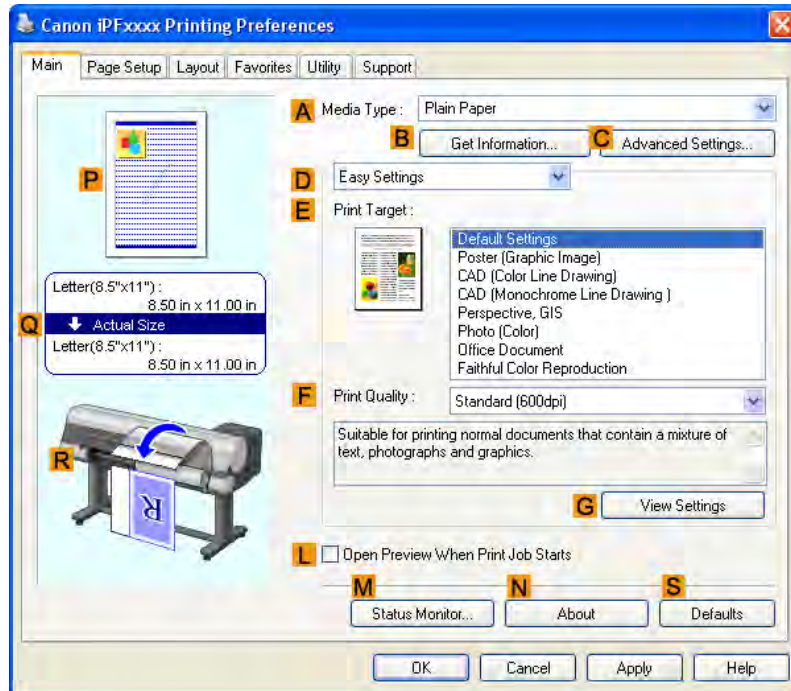 Canon iPFxxxx Printing Preferences
Main Page Setup Layout Favorites Utility Support
A Media Type : Plain Paper
B Get Information... C Advanced Settings...
P
D Easy Settings
E Print Target :
Default Settings
Poster (Graphic Image)
CAD (Color Line Drawing)
CAD (Monochrome Line Drawing )
Perspective, GIS
Photo (Color)
Office Document
Faithful Color Reproduction
Letter(8.5"x11") :
8.50 in x 11.00 in
Q Actual Size
Letter(8.5"x11") :
8.50 in x 11.00 in
F Print Quality : Standard (600dpi)
Suitable for printing normal documents that contain a mixture of
text, photographs and graphics.
R
R
G View Settings
L Open Preview When Print Job Starts
M Status Monitor... N About S Defaults
OK Cancel Apply Help